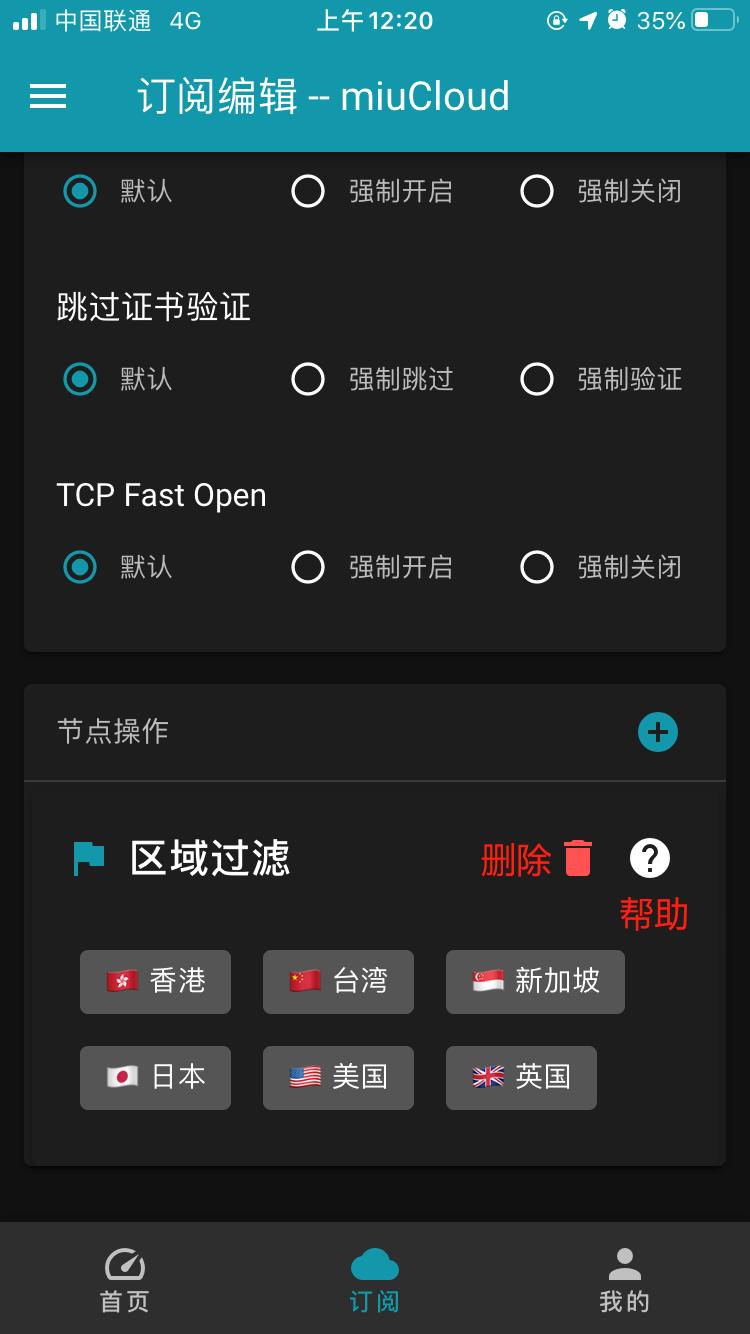 中国联通 4G 上午12:20 35%
订阅编辑 -- miuCloud
默认 强制开启 强制关闭
跳过证书验证
默认 强制跳过 强制验证
TCP Fast Open
默认 强制开启 强制关闭
节点操作
区域过滤 删除
帮助
🇭🇰 香港 🇨🇳 台湾 🇸🇬 新加坡
🇯🇵 日本 🇺🇸 美国 🇬🇧 英国
首页 订阅 我的